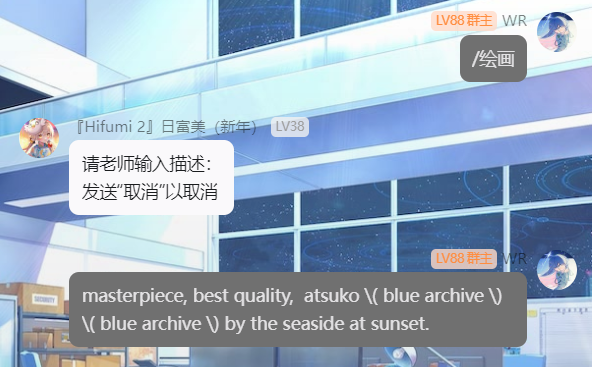 LV88 群主 WR
/绘画
『Hifumi 2』日富美（新年） LV38
请老师输入描述：
发送“取消”以取消
LV88 群主 WR
SECURITY
masterpiece, best quality,  atsuko \( blue archive \)
\( blue archive \) by the seaside at sunset.